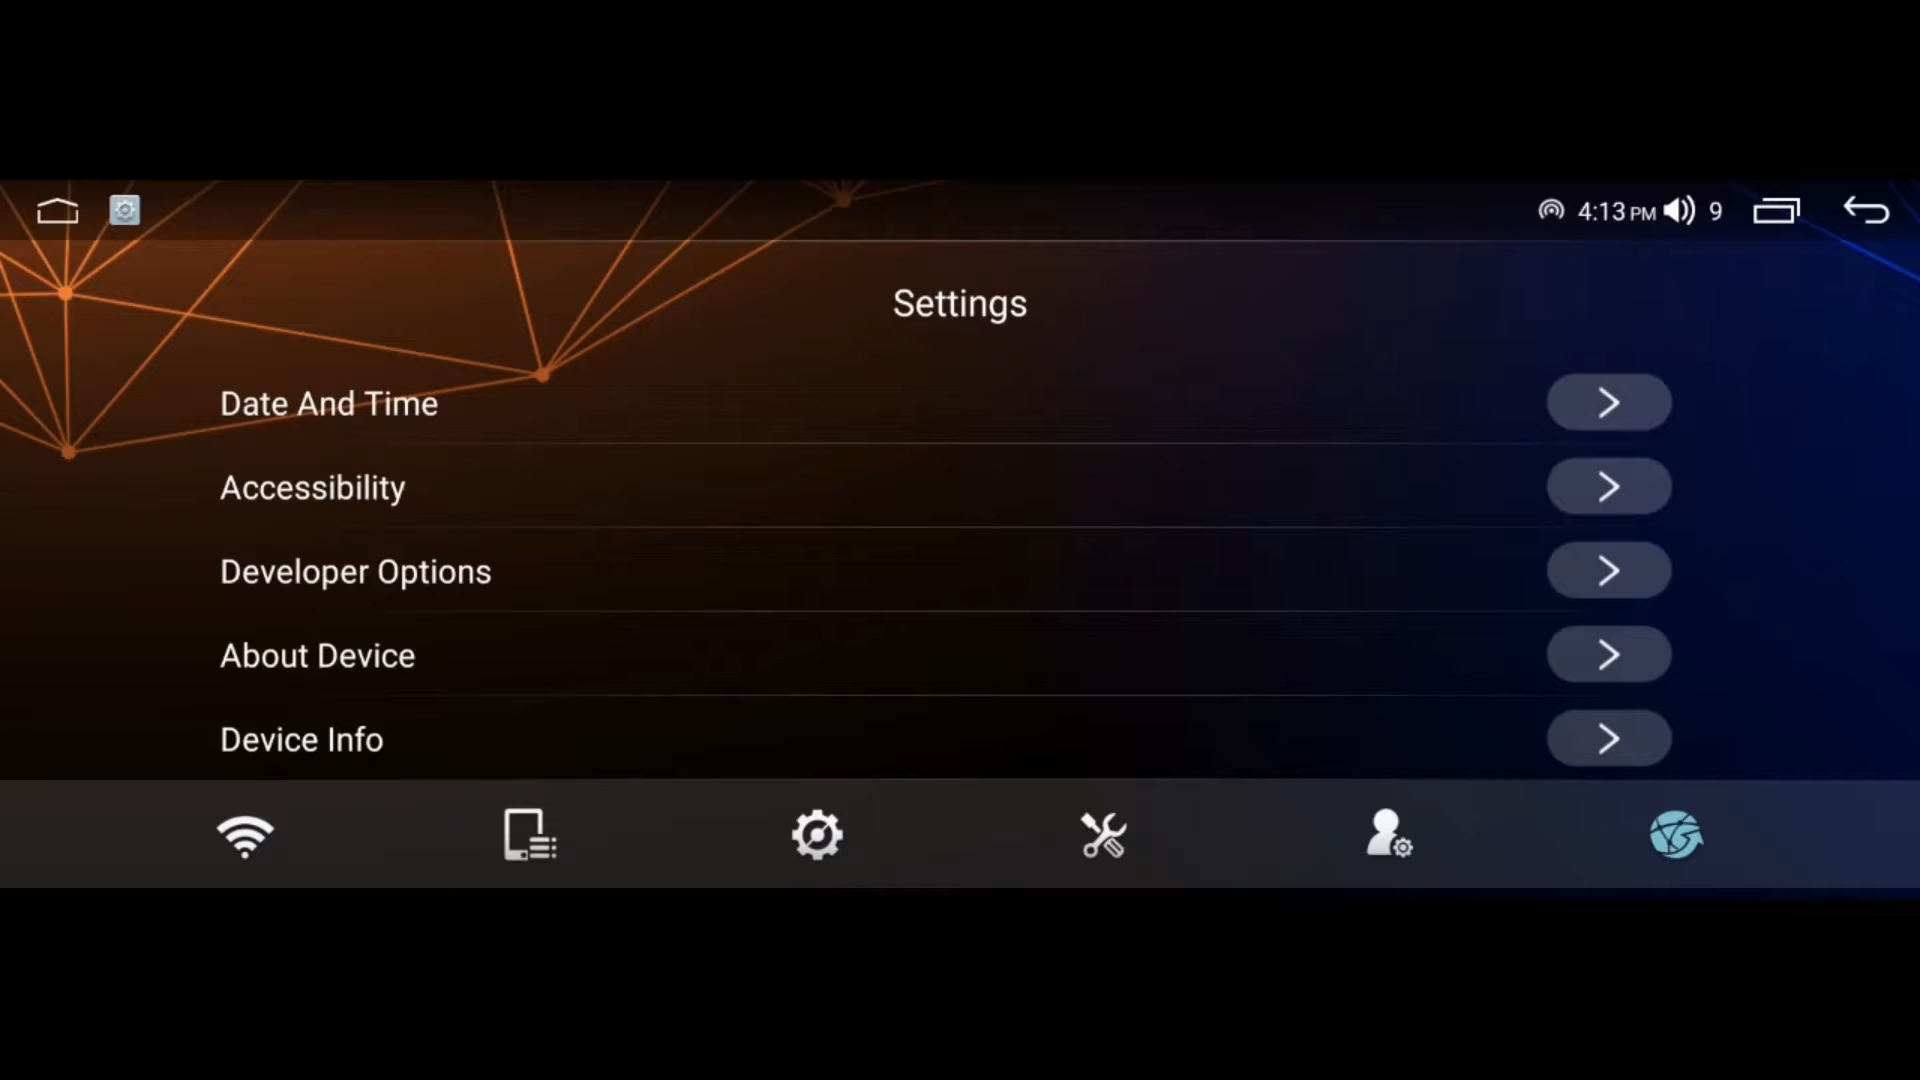 4:13 PM 9
Settings
Date And Time
Accessibility
Developer Options
About Device
Device Info